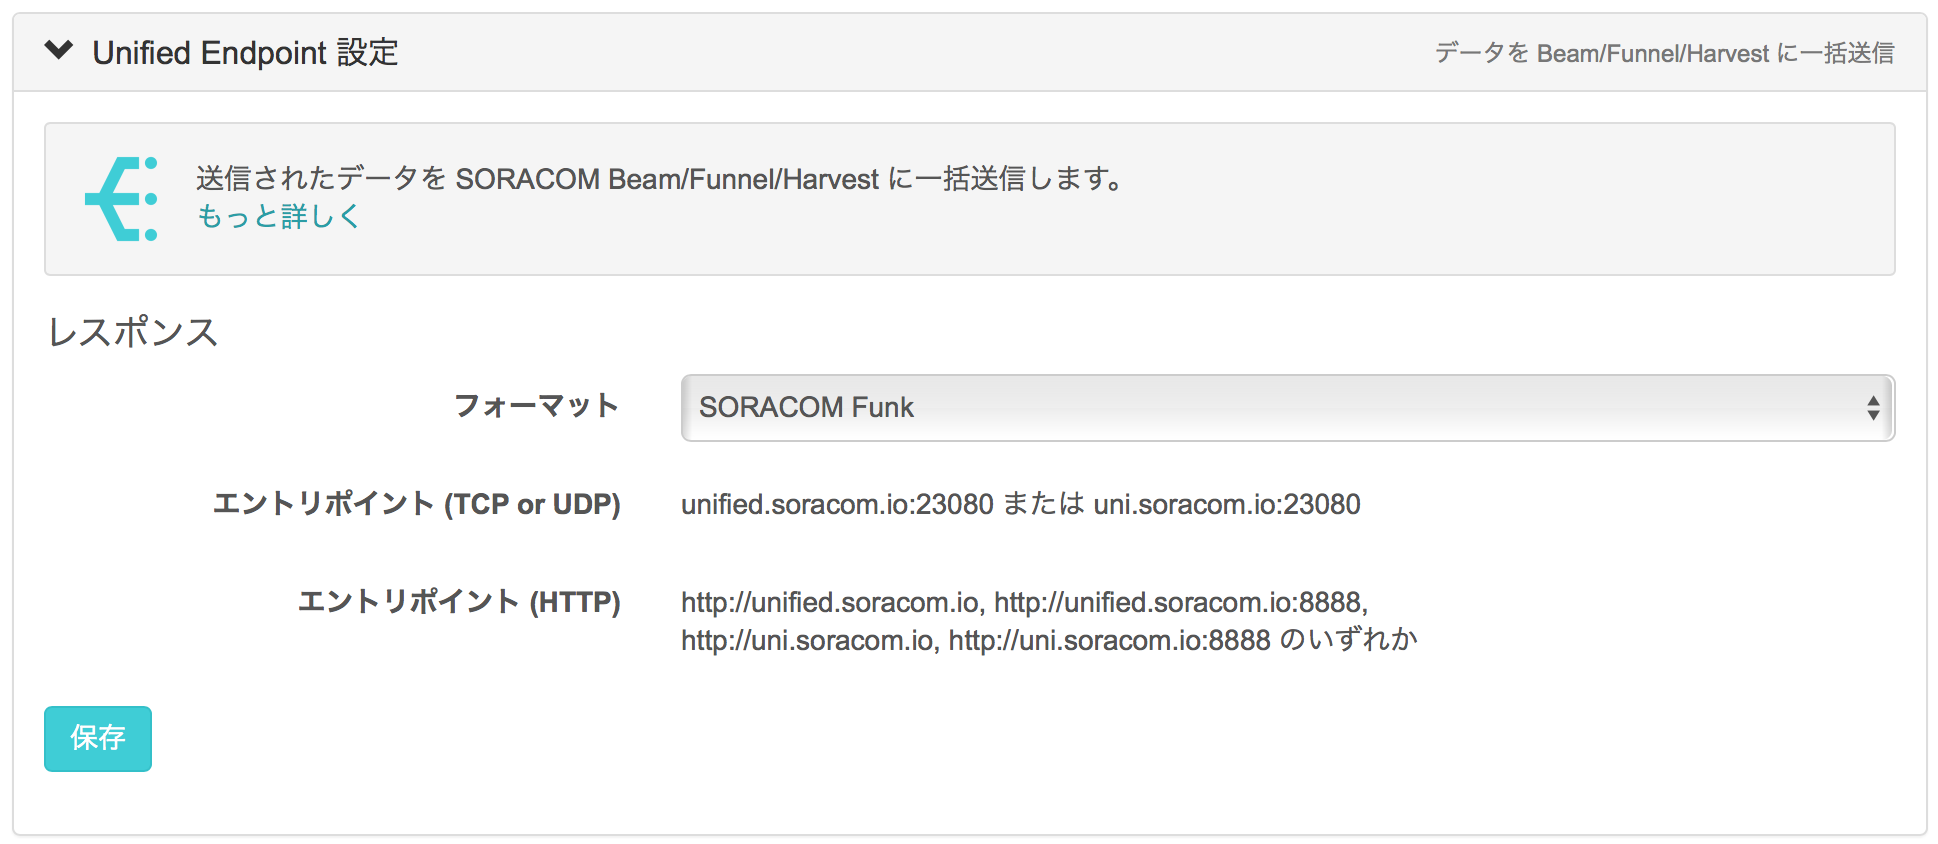 Unified Endpoint 設定
データを Beam/Funnel/Harvest に一括送信
送信されたデータを SORACOM Beam/Funnel/Harvest に一括送信します。
もっと詳しく
レスポンス
フォーマット
SORACOM Funk
エントリポイント (TCP or UDP)
unified.soracom.io:23080 または uni.soracom.io:23080
エントリポイント (HTTP)
http://unified.soracom.io, http://unified.soracom.io:8888,
http://uni.soracom.io, http://uni.soracom.io:8888 のいずれか
保存